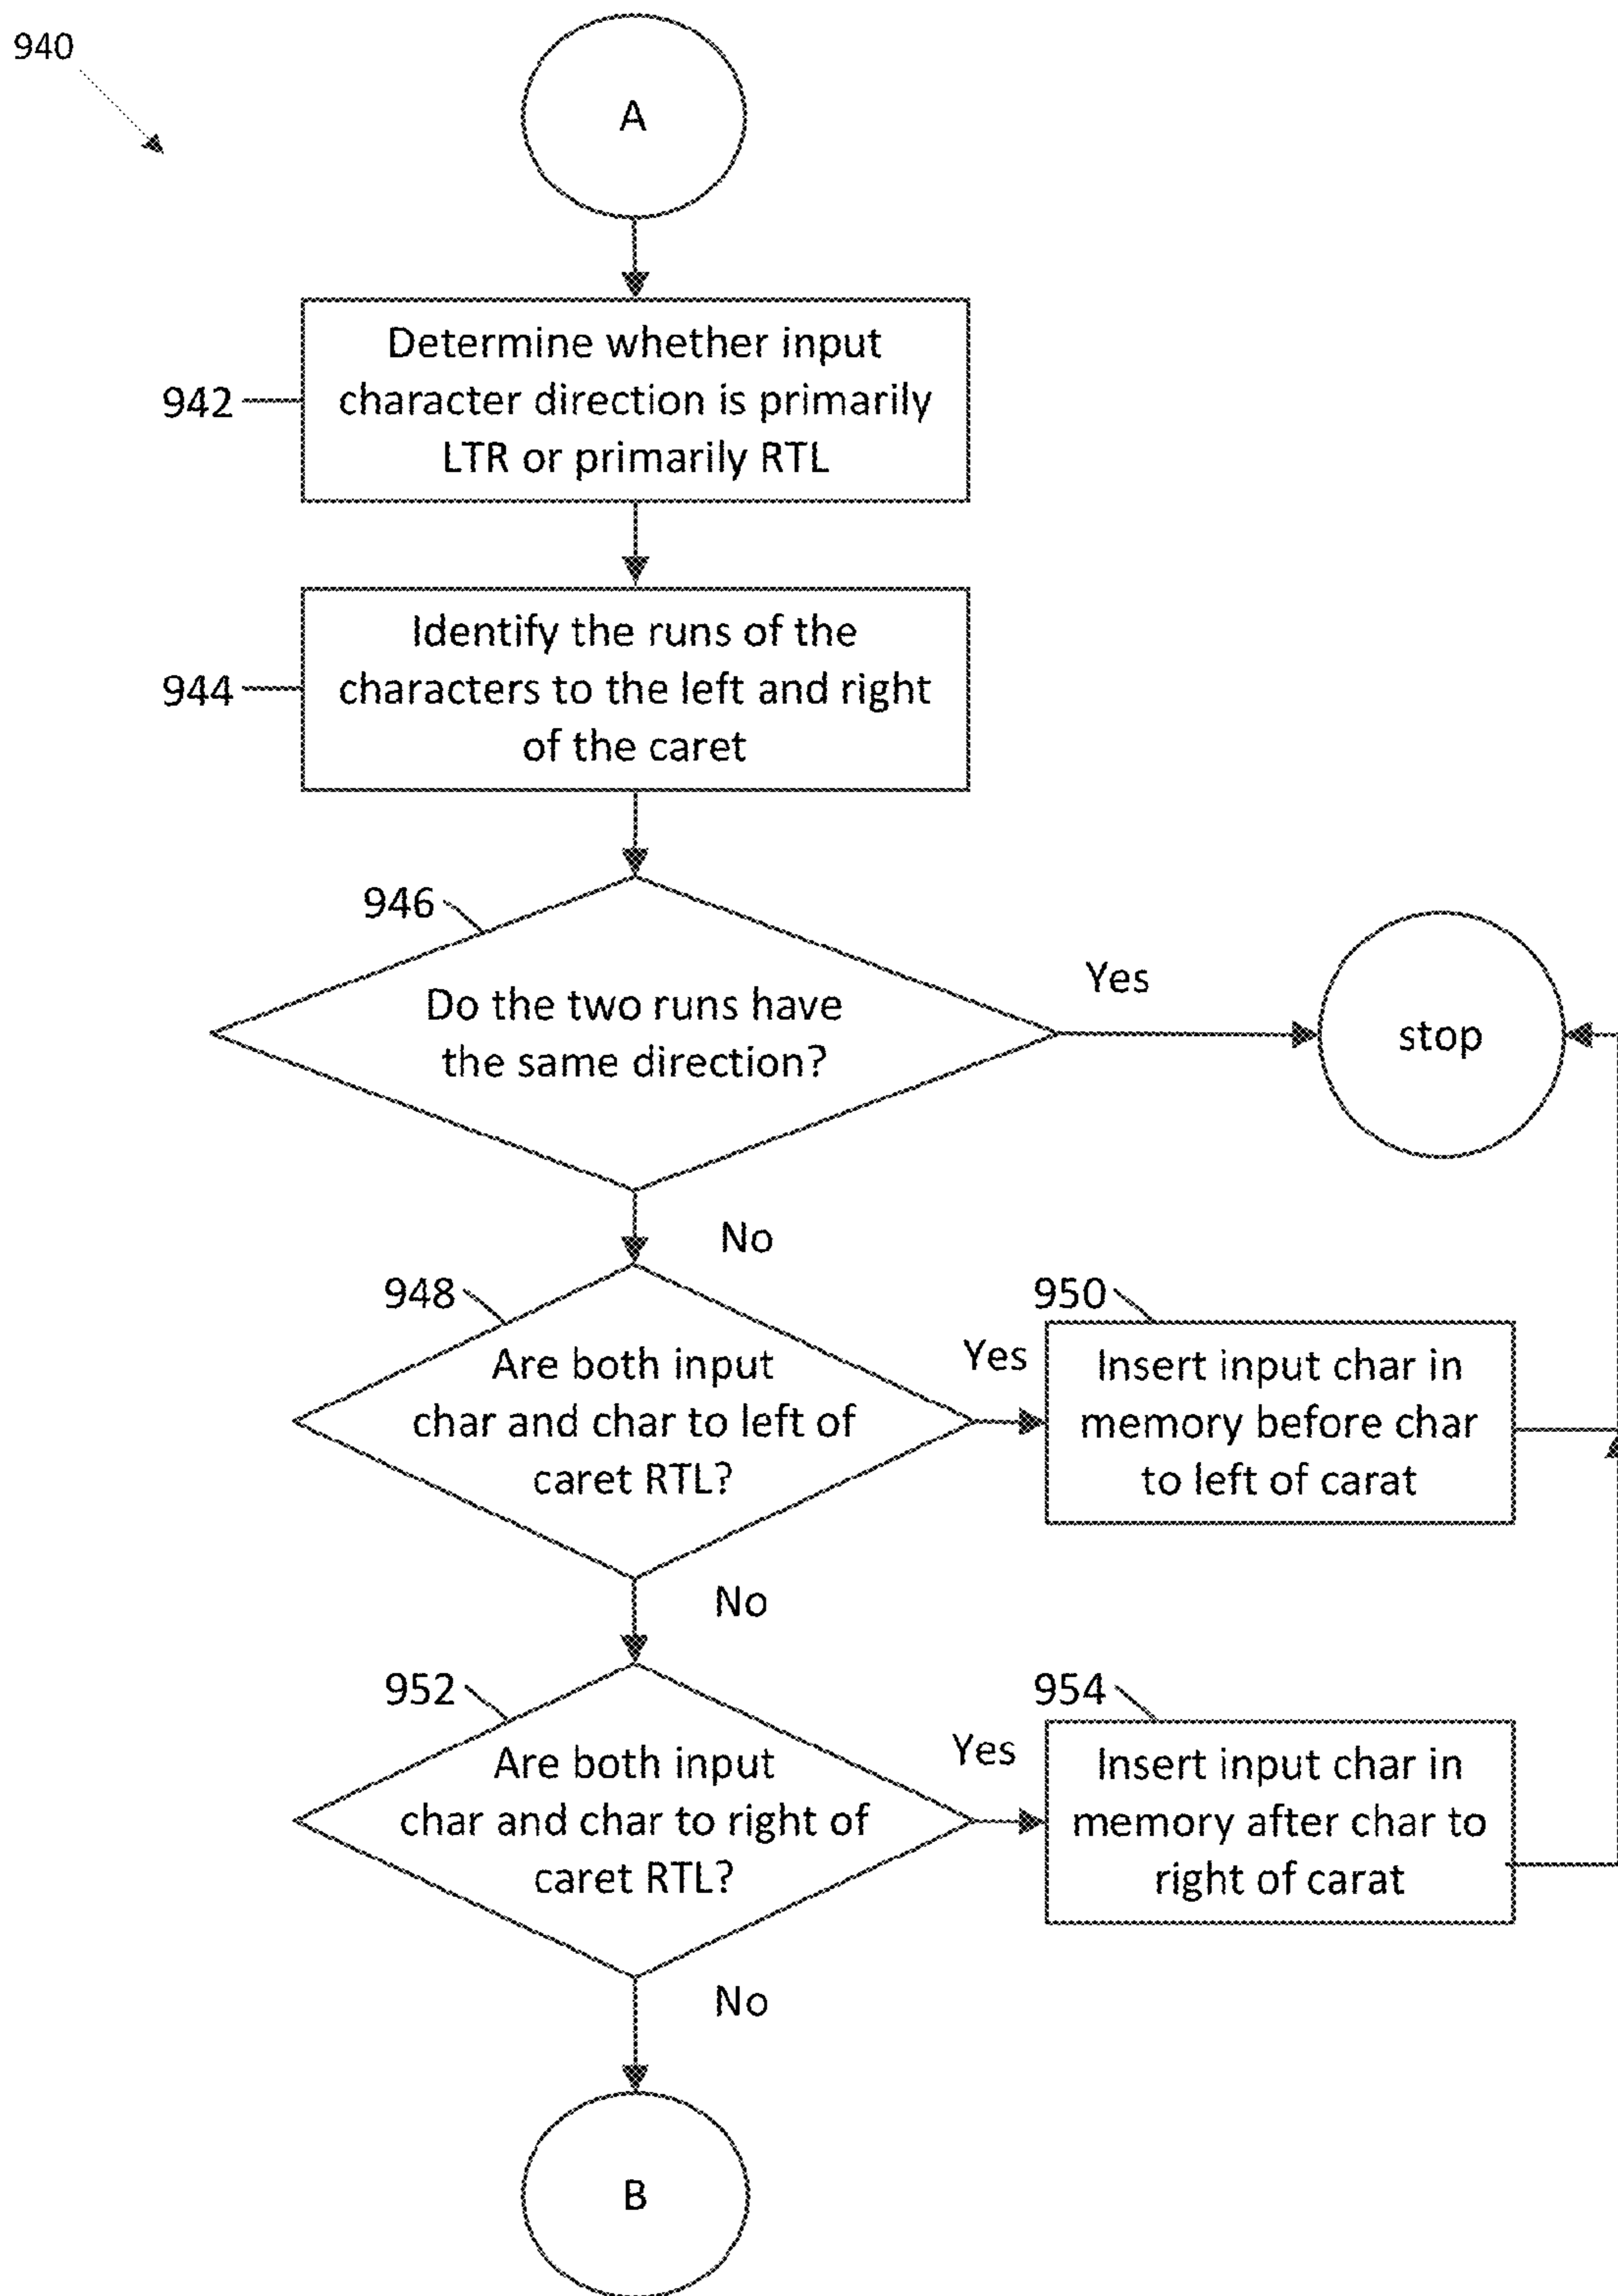 940
A
942
Determine whether input
character direction is primarily
LTR or primarily RTL
944
Identify the runs of the
characters to the left and right
of the caret
946
Do the two runs have
the same direction?
Yes
stop
No
948
Are both input
char and char to left of
caret RTL?
Yes
950
Insert input char in
memory before char
to left of carat
No
952
Are both input
char and char to right of
caret RTL?
Yes
954
Insert input char in
memory after char to
right of carat
No
B